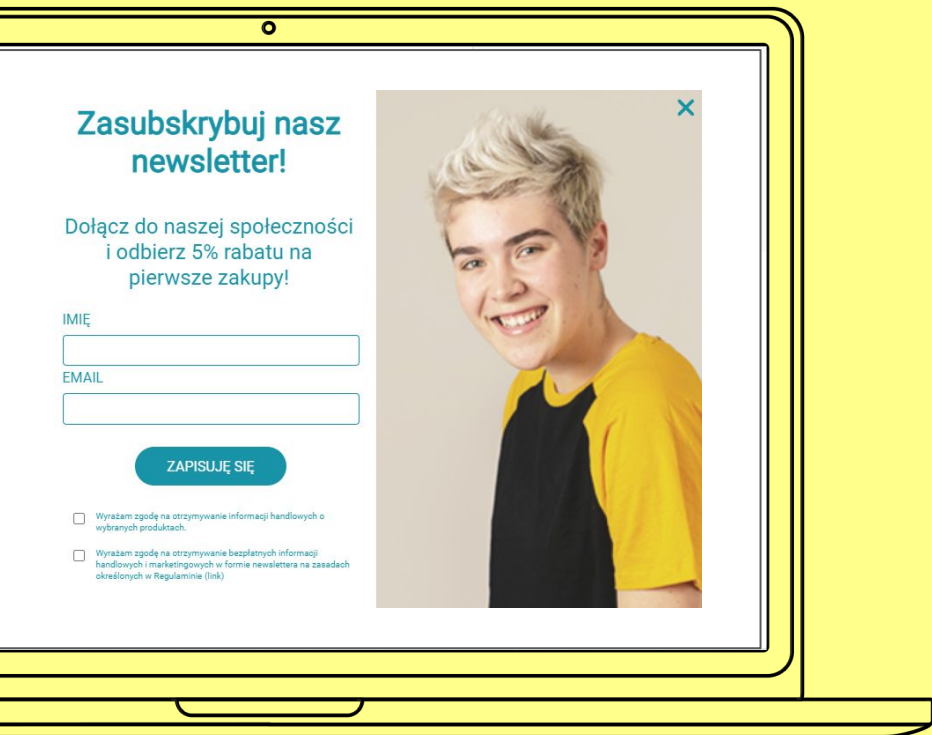 Zasubskrybuj nasz
newsletter!
Dołącz do naszej społeczności
i odbierz 5% rabatu na
pierwsze zakupy!
IMIĘ
EMAIL
ZAPISUJĘ SIĘ
Wyrażam zgodę na otrzymywanie informacji handlowych o
wybranych produktach.
Wyrażam zgodę na otrzymywanie bezpłatnych informacji
handlowych i marketingowych w formie newslettera na zasadach
określonych w Regulaminie (link)